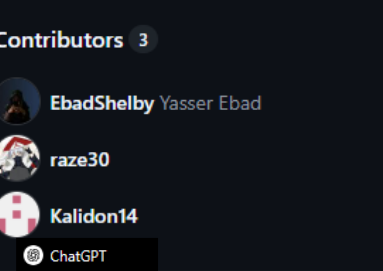 Contributors 3
EbadShelby Yasser Ebad
raze30
Kalidon14
ChatGPT